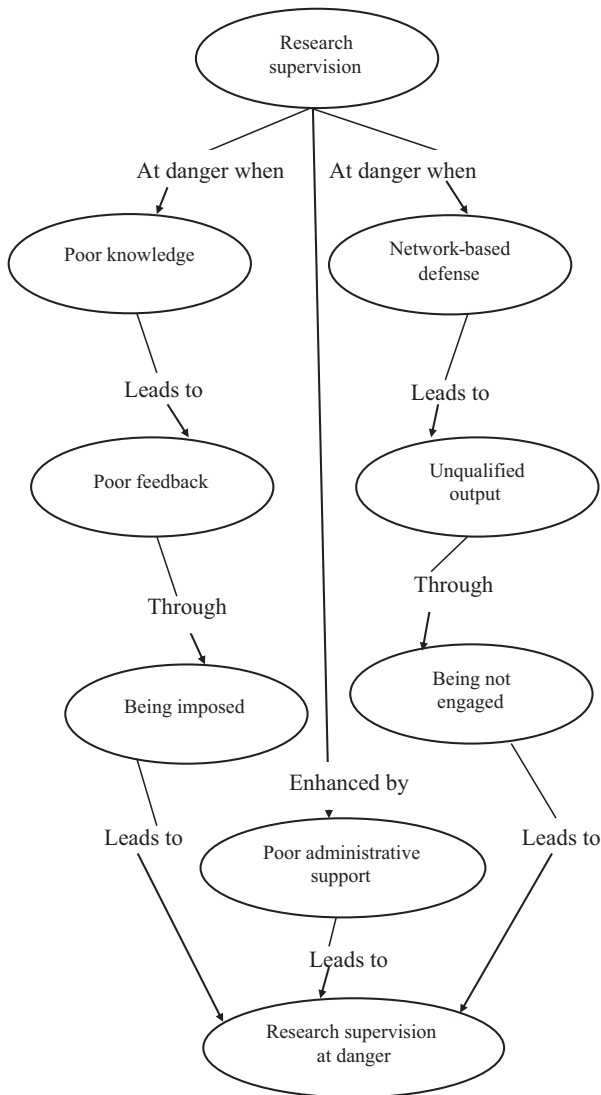 Research
supervision
At danger when
At danger when
Poor knowledge
Network-based
defense
Leads to
Leads to
Poor feedback
Unqualified
output
Through
Through
Being imposed
Being not
engaged
Enhanced by
Leads to
Poor administrative
support
Leads to
Leads to
Research supervision
at danger